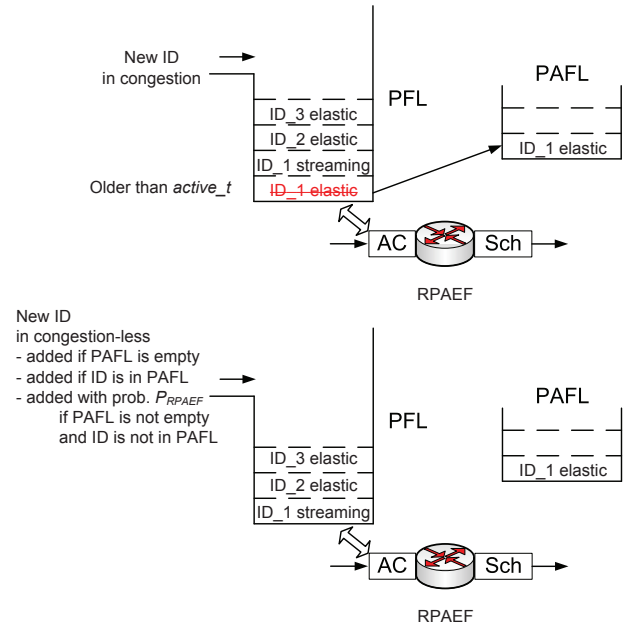 New ID
in congestion
PFL
PAFL
ID_3 elastic
ID_2 elastic
ID_1 streaming
ID_1 elastic
Older than active_t
ID_1 elastic
AC
Sch
RPAEF
New ID
in congestion-less
- added if PAFL is empty
- added if ID is in PAFL
- added with prob. PRPAEF
if PAFL is not empty
and ID is not in PAFL
PFL
PAFL
ID_3 elastic
ID_2 elastic
ID_1 streaming
ID_1 elastic
AC
Sch
RPAEF